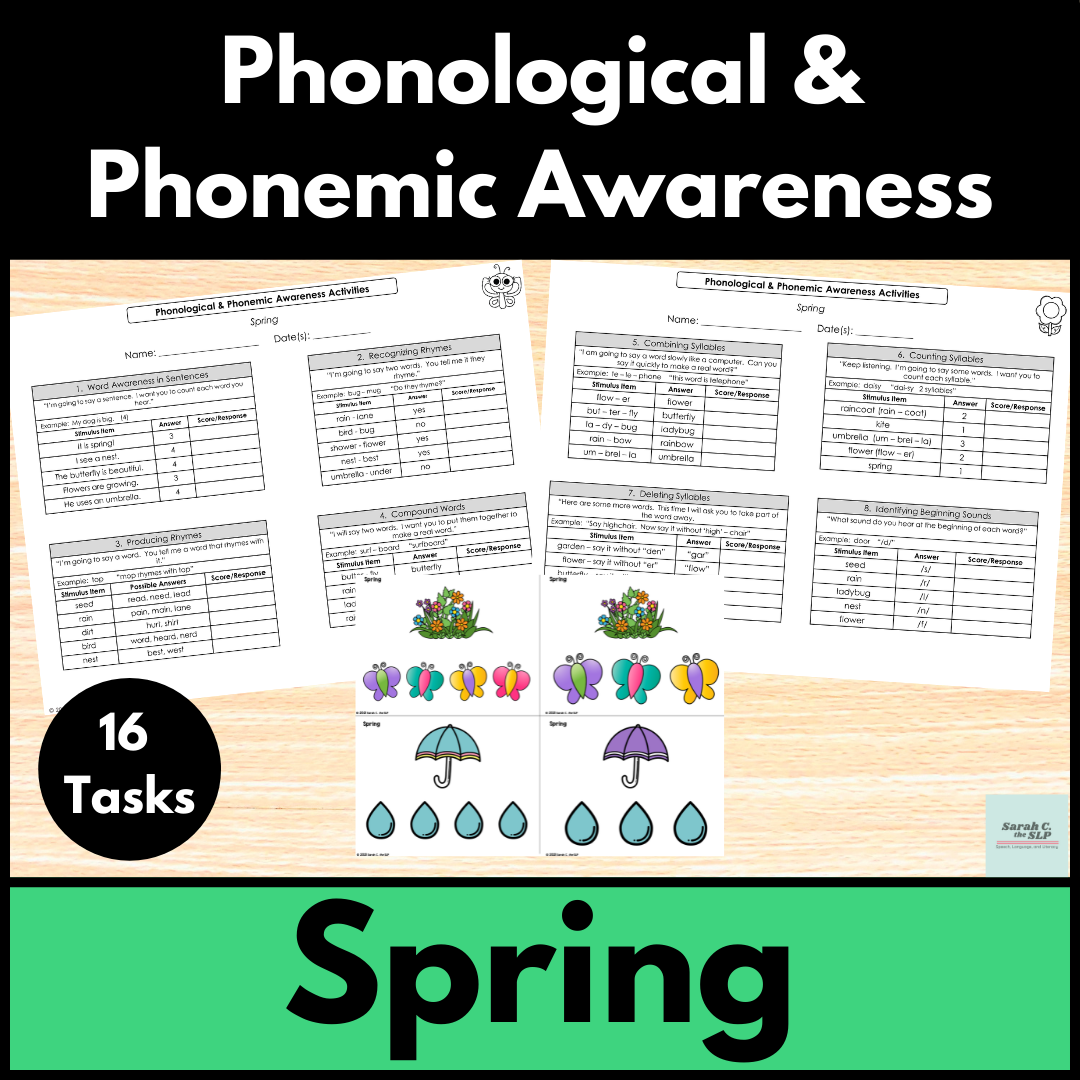 Phonological &
Phonemic Awareness
Phonological & Phonemic Awareness Activities
Spring
Name:
Date(s):
1. Word Awareness in Sentences
"I'm going to say a sentence. I want you to count each word you
hear."
Example: My dog is big. (4)
Stimulus Item Answer Score/Response
It is spring! 3
I see a nest. 4
The butterfly is beautiful. 4
Flowers are growing. 3
He uses an umbrella. 4
2. Recognizing Rhymes
"I'm going to say two words. You tell me if they
rhyme."
Example: bug - mug "Do they rhyme?"
Stimulus Item Answer Score/Response
rain - lane yes
bird - bug no
shower - flower yes
nest - best yes
umbrella - under no
3. Producing Rhymes
"I'm going to say a word. You tell me a word that rhymes with
it."
Example: top "mop rhymes with top"
Stimulus Item Possible Answers Score/Response
seed read, need, lead
rain pain, main, lane
dirt hurt, shirt
bird word, heard, nerd
nest best, west
4. Compound Words
"I will say two words. I want you to put them together to
make a real word."
Example: surf – board "surfboard"
Stimulus Item Answer Score/Response
butterfly
Phonological & Phonemic Awareness Activities
Spring
Name:
Date(s):
5. Combining Syllables
"I am going to say a word slowly like a computer. Can you
say it quickly to make a real word?"
Example: te – le – phone "this word is telephone"
Stimulus Item Answer Score/Response
flow – er flower
but – ter – fly butterfly
la – dy – bug ladybug
rain – bow rainbow
um – brel – la umbrella
6. Counting Syllables
"Keep listening. I'm going to say some words. I want you to
count each syllable."
Example: daisy "dai-sy 2 syllables"
Stimulus Item Answer Score/Response
raincoat (rain – coat) 2
kite 1
umbrella (um – brel – la) 3
flower (flow – er) 2
spring 1
7. Deleting Syllables
"Here are some more words. This time I will ask you to take part of
the word away.
Example: "Say highchair. Now say it without 'high' – chair"
Stimulus Item Answer Score/Response
garden – say it without "den" "gar"
flower – say it without "er" "flow"
8. Identifying Beginning Sounds
"What sound do you hear at the beginning of each word?"
Example: door "/d/"
Stimulus Item Answer Score/Response
seed /s/
rain /r/
ladybug /l/
nest /n/
flower /f/
Spring
Spring
Spring
Spring
16
Tasks
Sarah C.
the SLP
Speech, Language, and Literacy
Spring